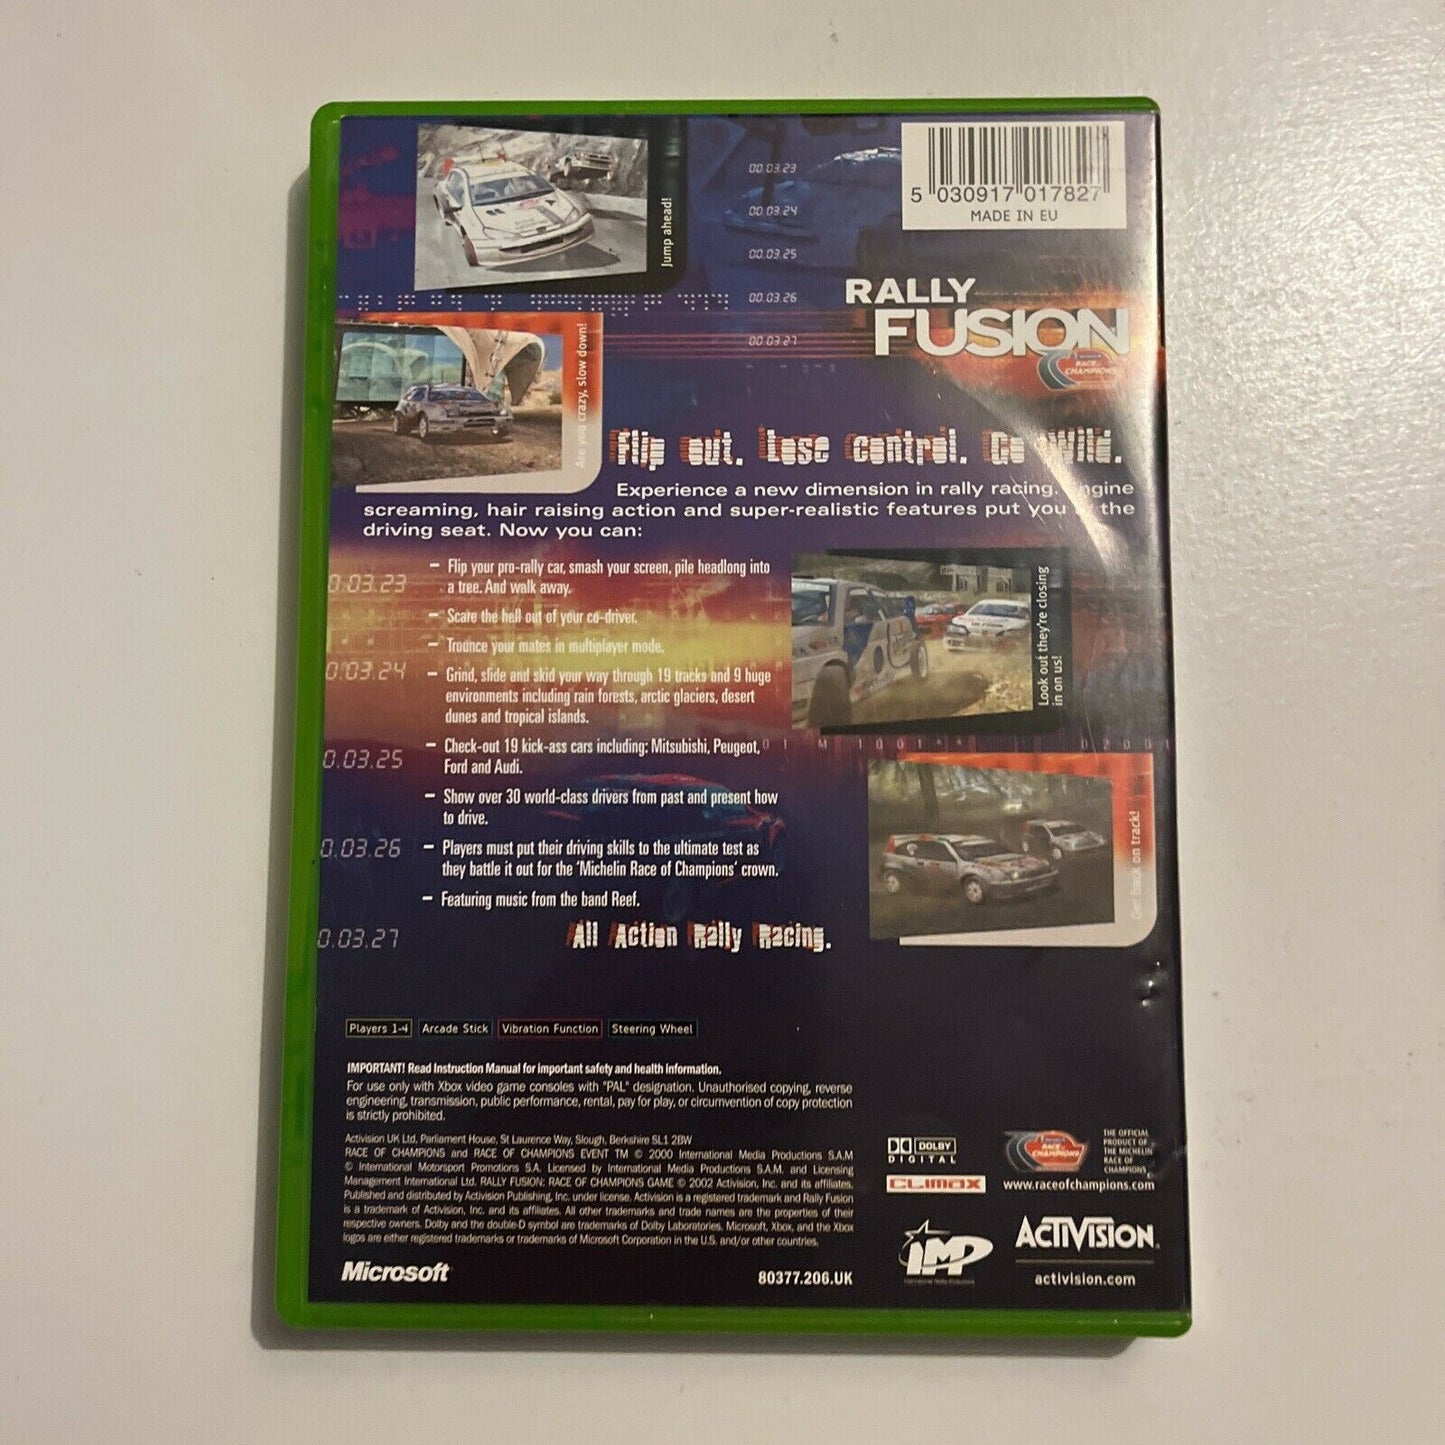 00.03.23
00.03.24
00.03.25
00.03.26
00.03.27
5 030917 017827
MADE IN EU
Jump ahead!
RALLY
FUSION
RACE OF
CHAMPIONS
Are you crazy, slow down!
Flip out. Lose control. Go Wild.
Experience a new dimension in rally racing. Engine
screaming, hair raising action and super-realistic features put you in the
driving seat. Now you can:
0.03.23
0.03.24
0.03.25
0.03.26
0.03.27
– Flip your pro-rally car, smash your screen, pile headlong into
a tree. And walk away.
– Scare the hell out of your co-driver.
– Trounce your mates in multiplayer mode.
– Grind, slide and skid your way through 19 tracks and 9 huge
environments including rain forests, arctic glaciers, desert
dunes and tropical islands.
– Check-out 19 kick-ass cars including: Mitsubishi, Peugeot,
Ford and Audi.
– Show over 30 world-class drivers from past and present how
to drive.
– Players must put their driving skills to the ultimate test as
they battle it out for the 'Michelin Race of Champions' crown.
– Featuring music from the band Reef.
All Action Rally Racing.
Look out they're closing
in on us!
Get back on track!
Players 1-4 Arcade Stick Vibration Function Steering Wheel
IMPORTANT! Read Instruction Manual for important safety and health information.
For use only with Xbox video game consoles with "PAL" designation. Unauthorised copying, reverse
engineering, transmission, public performance, rental, pay for play, or circumvention of copy protection
is strictly prohibited.
Activision UK Ltd, Parliament House, St Laurence Way, Slough, Berkshire SL1 2BW
RACE OF CHAMPIONS and RACE OF CHAMPIONS EVENT TM © 2000 International Media Productions S.A.M
© International Motorsport Promotions S.A. Licensed by International Media Productions S.A.M. and Licensing
Management International Ltd. RALLY FUSION: RACE OF CHAMPIONS GAME © 2002 Activision, Inc. and its affiliates.
Published and distributed by Activision Publishing, Inc. under license. Activision is a registered trademark and Rally Fusion
is a trademark of Activision, Inc. and its affiliates. All other trademarks and trade names are the properties of their
respective owners. Dolby and the double-D symbol are trademarks of Dolby Laboratories. Microsoft, Xbox, and the Xbox
logos are either registered trademarks or trademarks of Microsoft Corporation in the U.S. and/or other countries.
Microsoft
80377.206.UK
DOLBY
DIGITAL
CLIMAX
RACE OF
CHAMPIONS
THE OFFICIAL
PRODUCT OF
THE MICHELIN
RACE OF
CHAMPIONS
www.raceofchampions.com
IMP
International Media Productions
ACTIVISION.
activision.com